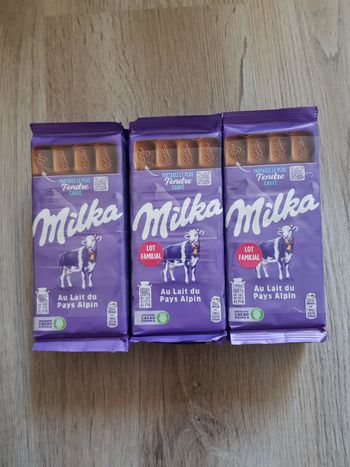 PARTAGEZ LE PLUS
Tendre
CARRÉ
Milka
Au Lait du
Pays Alpin
PARTAGEZ LE PLUS
Tendre
CARRÉ
Milka
LOT
FAMILIAL
Au Lait du
Pays Alpin
PARTAGEZ LE PLUS
Tendre
CARRÉ
Milka
LOT
FAMILIAL
Au Lait du
Pays Alpin